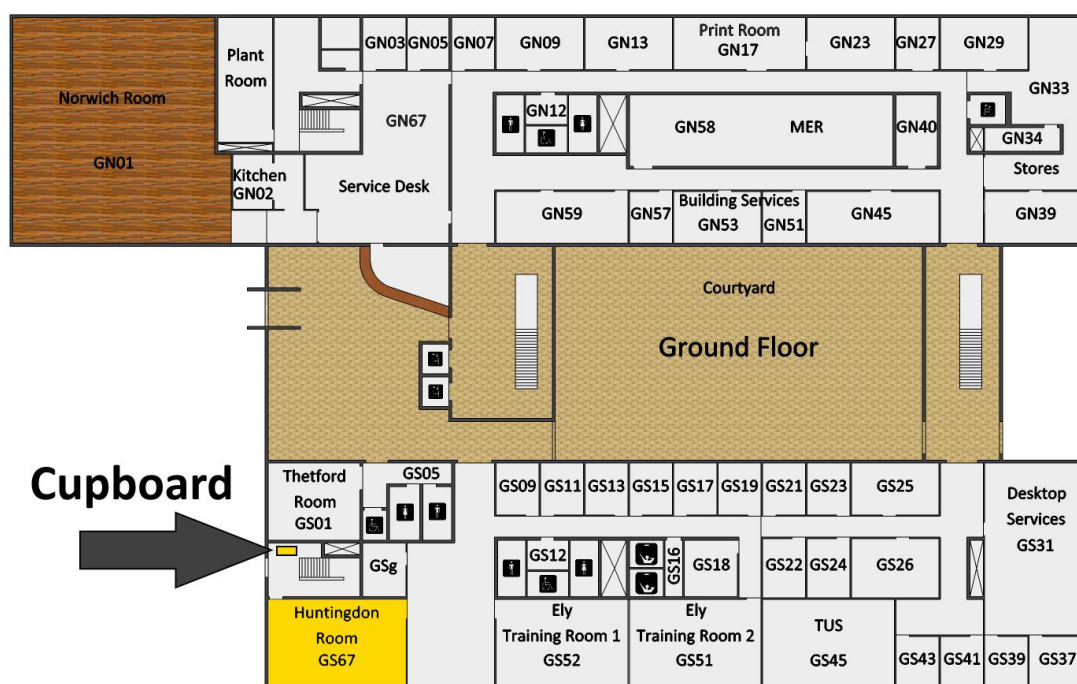 GN03 GN05 GN07 GN09 GN13 Print Room
GN17 GN23 GN27 GN29
Plant
Room
Norwich Room
GN01
GN33
GN67
GN12
GN58 MER GN40
GN34
Kitchen
GN02
Service Desk
Stores
GN59 GN57 Building Services
GN53 GN51 GN45 GN39
Courtyard
Ground Floor
Cupboard
Thetford
Room
GS01
GS05
GS09 GS11 GS13 GS15 GS17 GS19 GS21 GS23 GS25
Desktop
Services
GS31
GSg
GS12
GS16
GS18
GS22 GS24 GS26
Huntingdon
Room
GS67
Ely
Training Room 1
GS52
Ely
Training Room 2
GS51
TUS
GS45
GS43 GS41 GS39 GS37